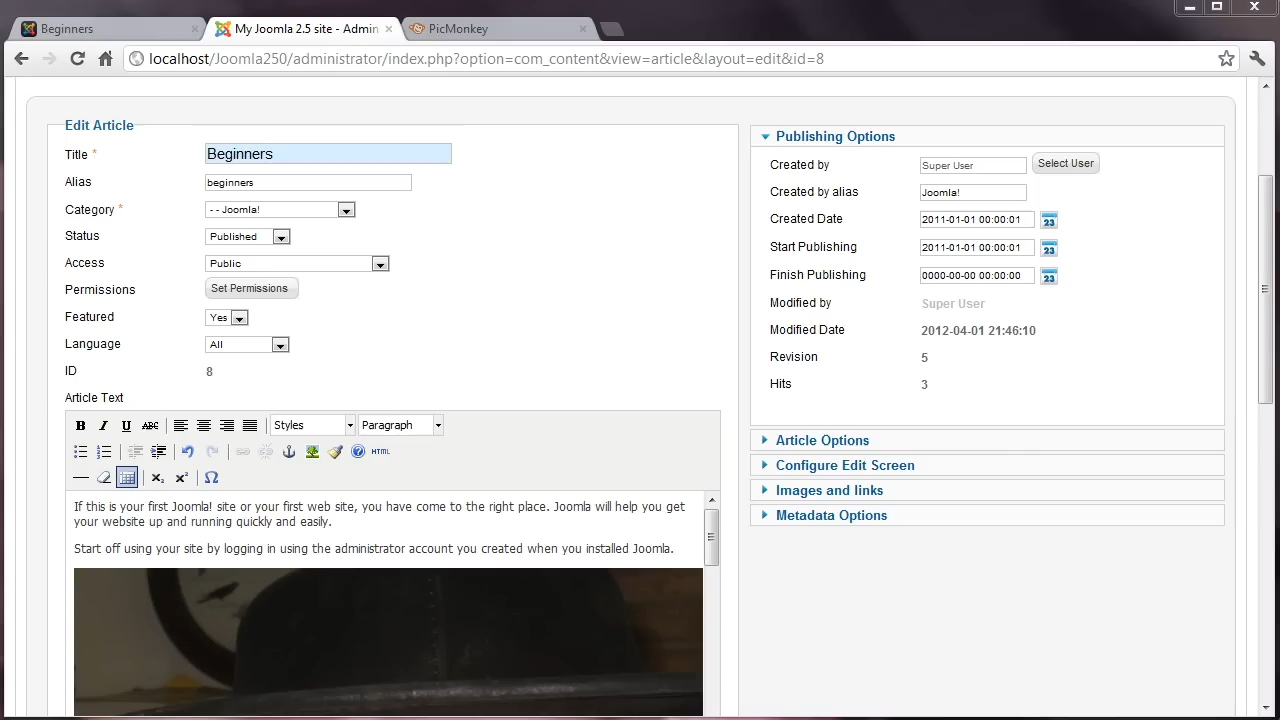 Beginners
My Joomla 2.5 site - Admin
PicMonkey
localhost/Joomla250/administrator/index.php?option=com_content&view=article&layout=edit&id=8
Edit Article
Title *
Beginners
Alias
beginners
Category *
- - Joomla!
Status
Published
Access
Public
Permissions
Set Permissions
Featured
Yes
Language
All
ID
8
Article Text
B I U ABC
Styles
Paragraph
HTML
If this is your first Joomla! site or your first web site, you have come to the right place. Joomla will help you get
your website up and running quickly and easily.
Start off using your site by logging in using the administrator account you created when you installed Joomla.
Publishing Options
Created by
Super User
Select User
Created by alias
Joomla!
Created Date
2011-01-01 00:00:01
23
Start Publishing
2011-01-01 00:00:01
23
Finish Publishing
0000-00-00 00:00:00
23
Modified by
Super User
Modified Date
2012-04-01 21:46:10
Revision
5
Hits
3
Article Options
Configure Edit Screen
Images and links
Metadata Options